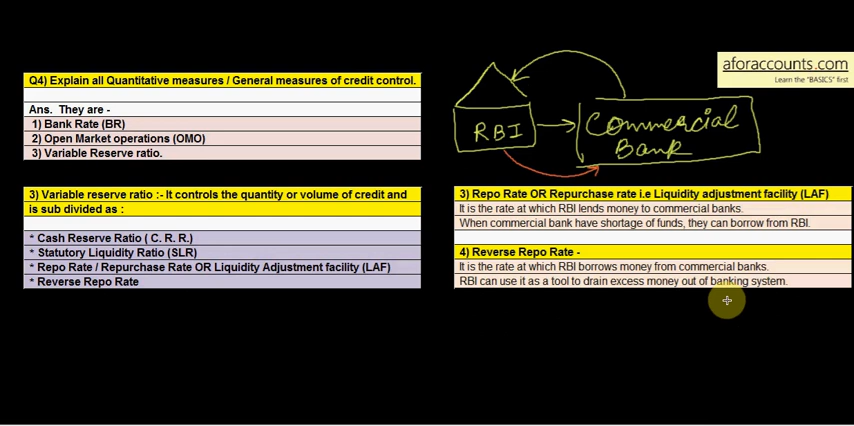 Q4) Explain all Quantitative measures / General measures of credit control.
Ans. They are -
1) Bank Rate (BR)
2) Open Market operations (OMO)
3) Variable Reserve ratio.
3) Variable reserve ratio :- It controls the quantity or volume of credit and
is sub divided as :
* Cash Reserve Ratio ( C. R. R.)
* Statutory Liquidity Ratio (SLR)
* Repo Rate / Repurchase Rate OR Liquidity Adjustment facility (LAF)
* Reverse Repo Rate
aforaccounts.com
Learn the "BASICS" first
RBI
Commercial
Bank
3) Repo Rate OR Repurchase rate i.e Liquidity adjustment facility (LAF)
It is the rate at which RBI lends money to commercial banks.
When commercial bank have shortage of funds, they can borrow from RBI.
4) Reverse Repo Rate -
It is the rate at which RBI borrows money from commercial banks.
RBI can use it as a tool to drain excess money out of banking system.